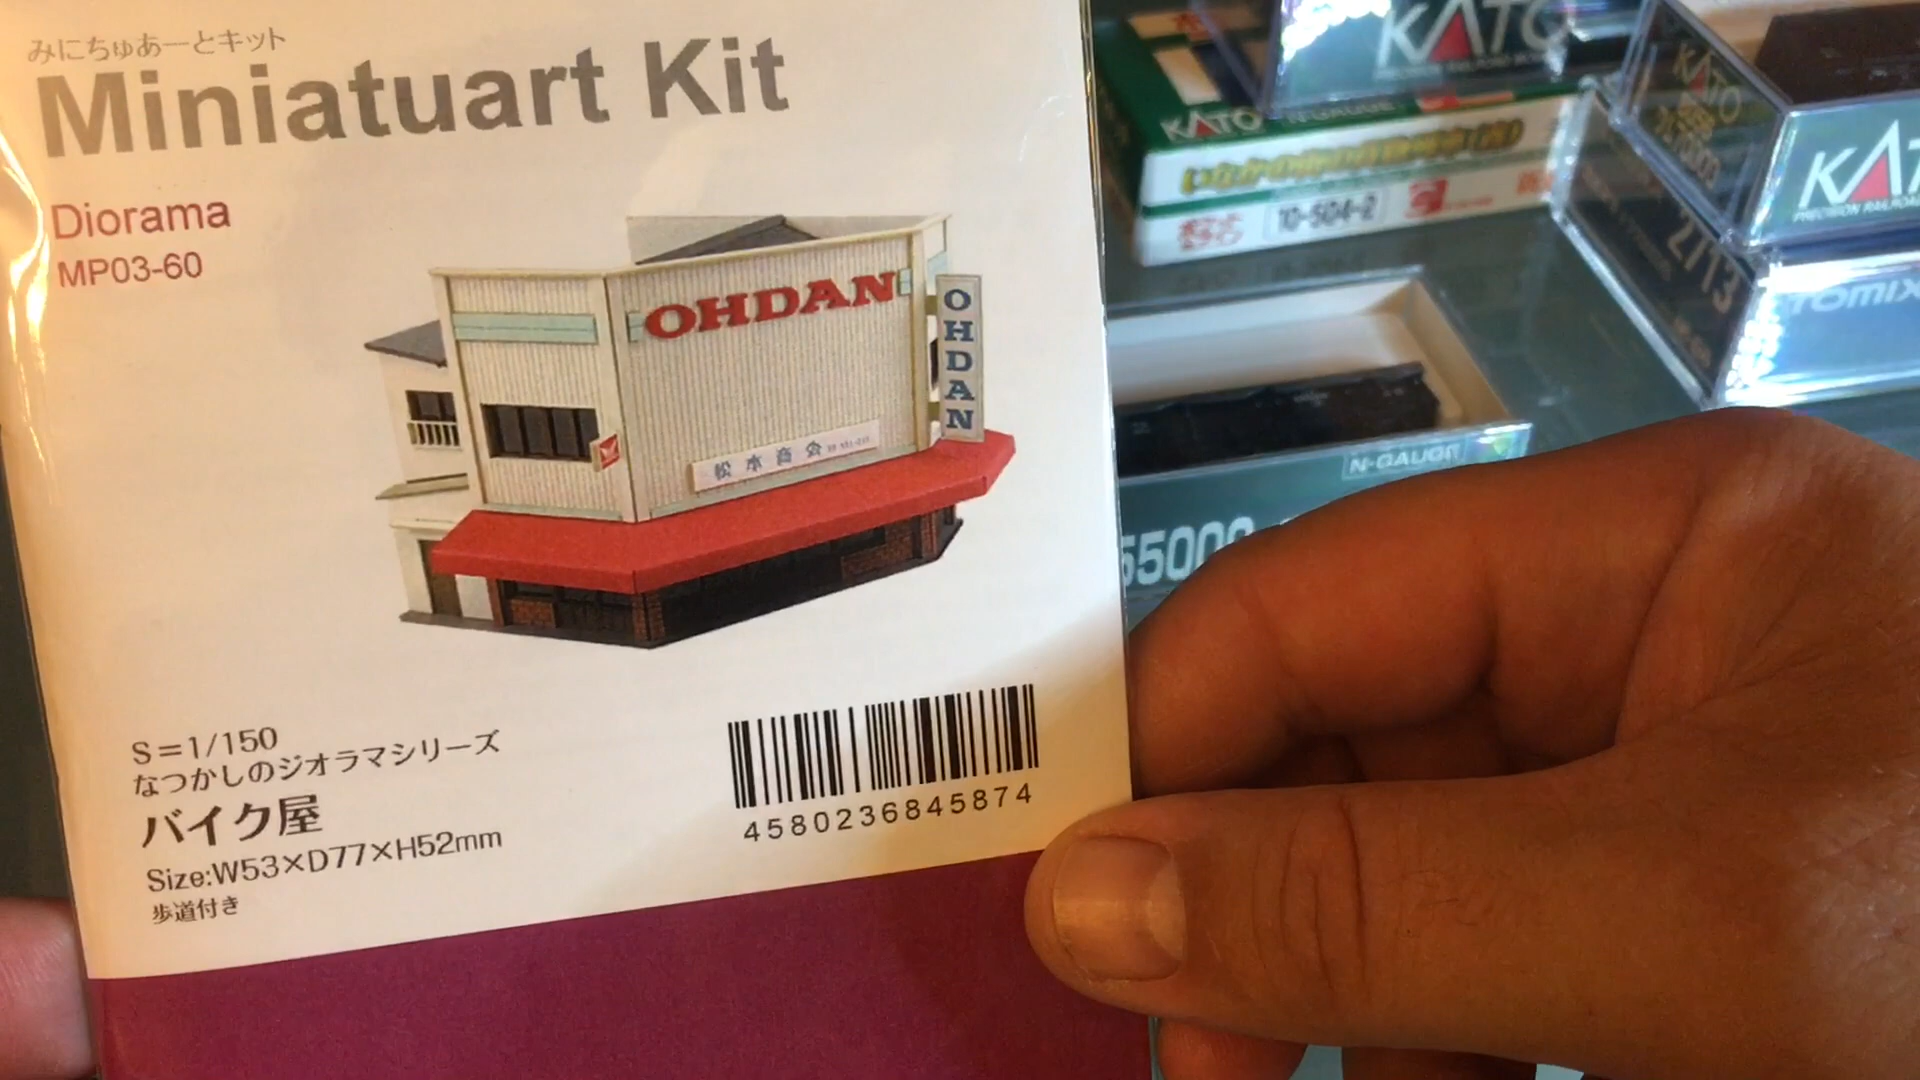 みにちゅあーとキット
Miniatuart Kit
Diorama
MP03-60
OHDAN
OHDAN
松本商会
S=1/150
なつかしのジオラマシリーズ
バイク屋
Size:W53×D77×H52mm
歩道付き
4580236845874
KATO
KATO N-GAUGE
10-504-2
KATO
KAT
2713
TOMIX
N-GAUGE